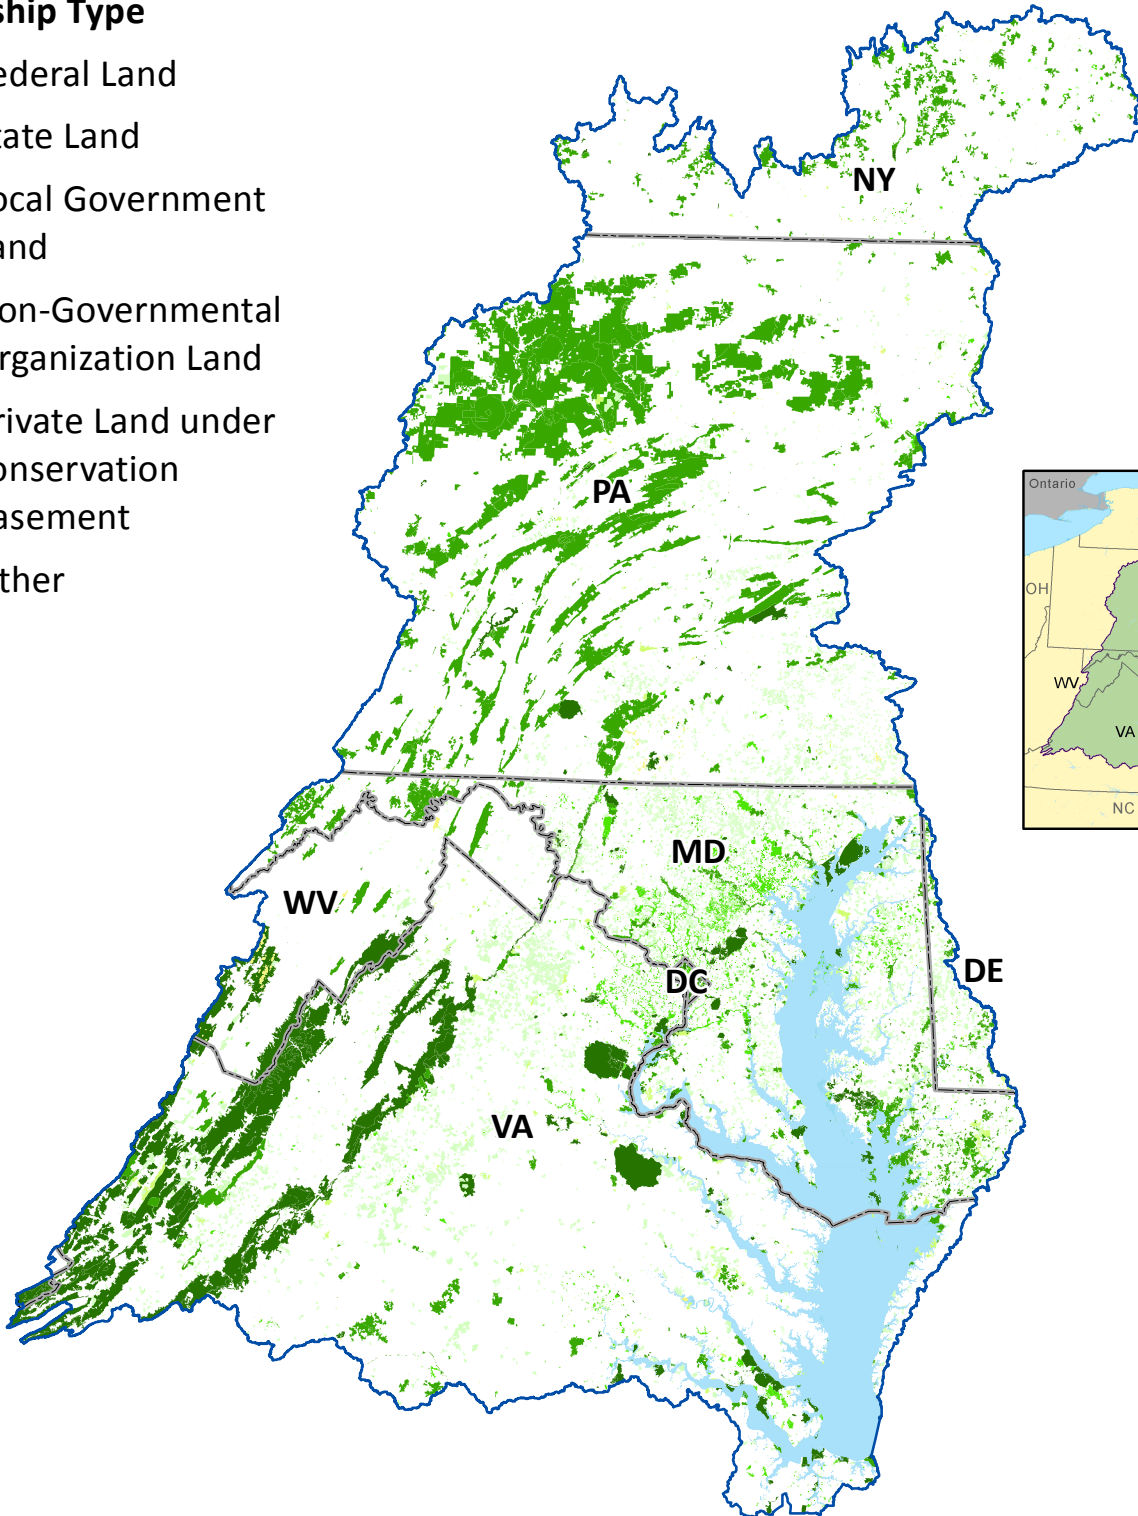 ship Type
ederal Land
tate Land
ocal Government
and
on-Governmental
rganization Land
rivate Land under
onservation
asement
ther
NY
PA
MD
WV
DC
DE
VA
Ontario
OH
WV
VA
NC